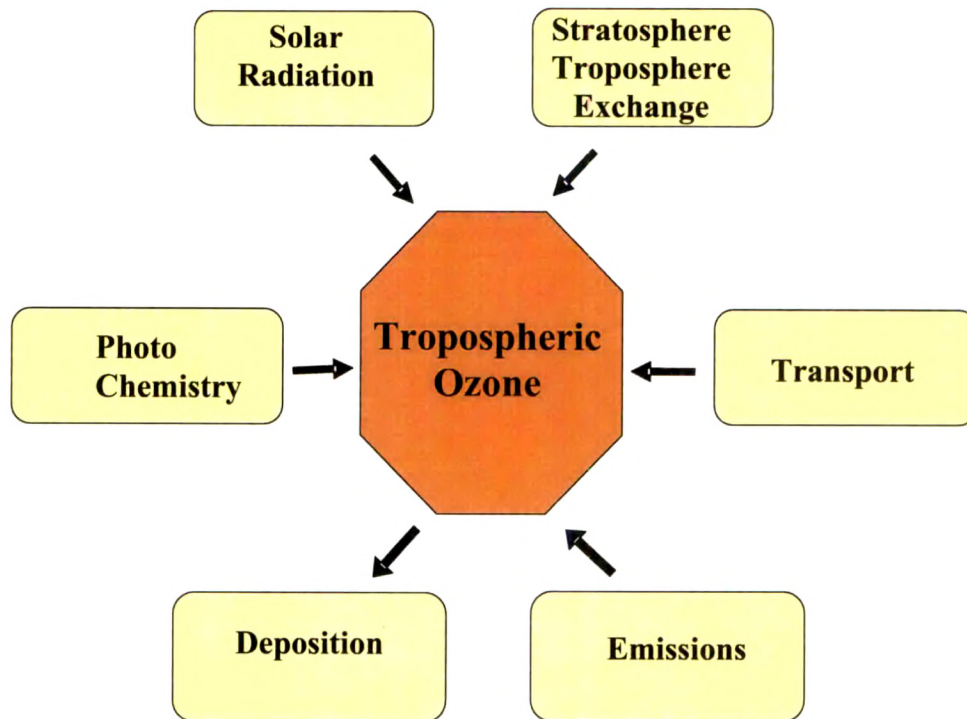 Solar
Radiation
Stratosphere
Troposphere
Exchange
Photo
Chemistry
Tropospheric
Ozone
Transport
Deposition
Emissions